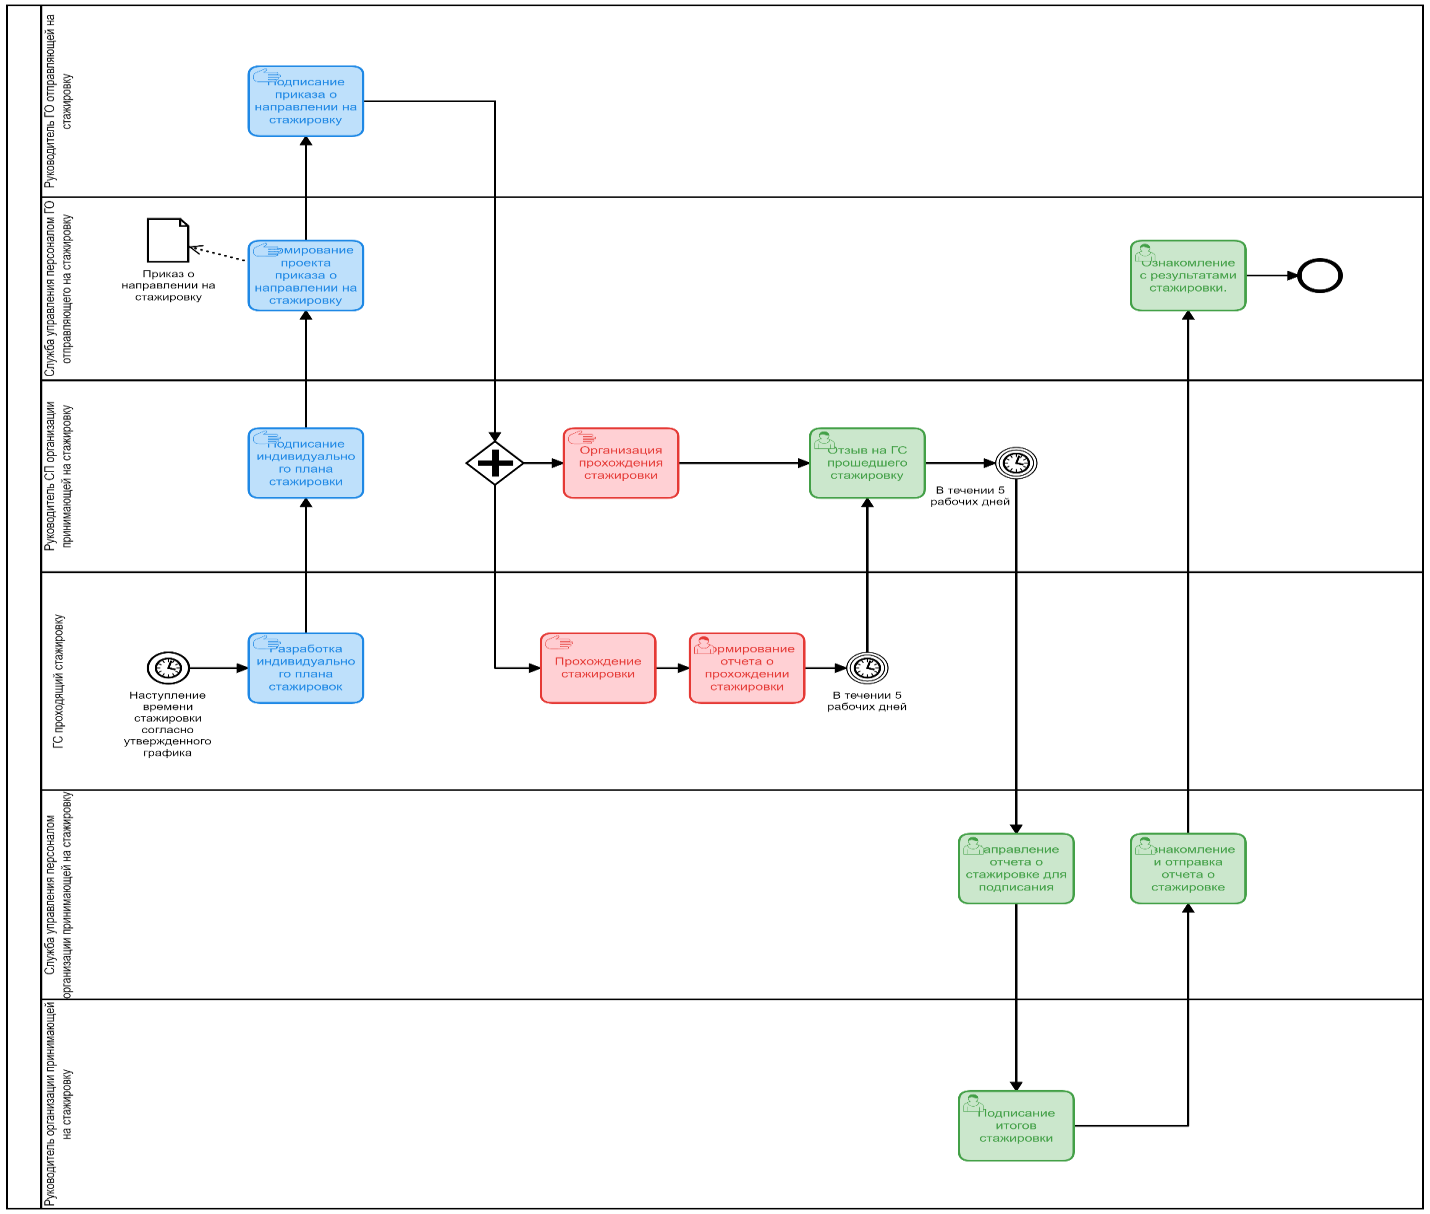 Руководитель ГО отправляющей на
стажировку
Подписание
приказа о
направлении на
стажировку
Служба управления персоналом ГО
отправляющего на стажировку
Приказ о
направлении на
стажировку
рмирование
проекта
приказа о
направлении на
стажировку
Ознакомление
с результатами
стажировки.
Руководитель СП организации
принимающей на стажировку
Подписание
индивидуально
го плана
стажировки
Организация
прохождения
стажировки
Отзыв на ГС
прошедшего
стажировку
В течении 5
рабочих дней
ГС проходящий стажировку
Наступление
времени
стажировки
согласно
утвержденного
графика
Разработка
индивидуально
го плана
стажировок
Прохождение
стажировки
ормирование
отчета о
прохождении
стажировки
В течении 5
рабочих дней
Служба управления персоналом
организации принимающей на стажировку
аправление
отчета о
стажировке для
подписания
знакомление
и отправка
отчета о
стажировке
Руководитель организации принимающей
на стажировку
Подписание
итогов
стажировки